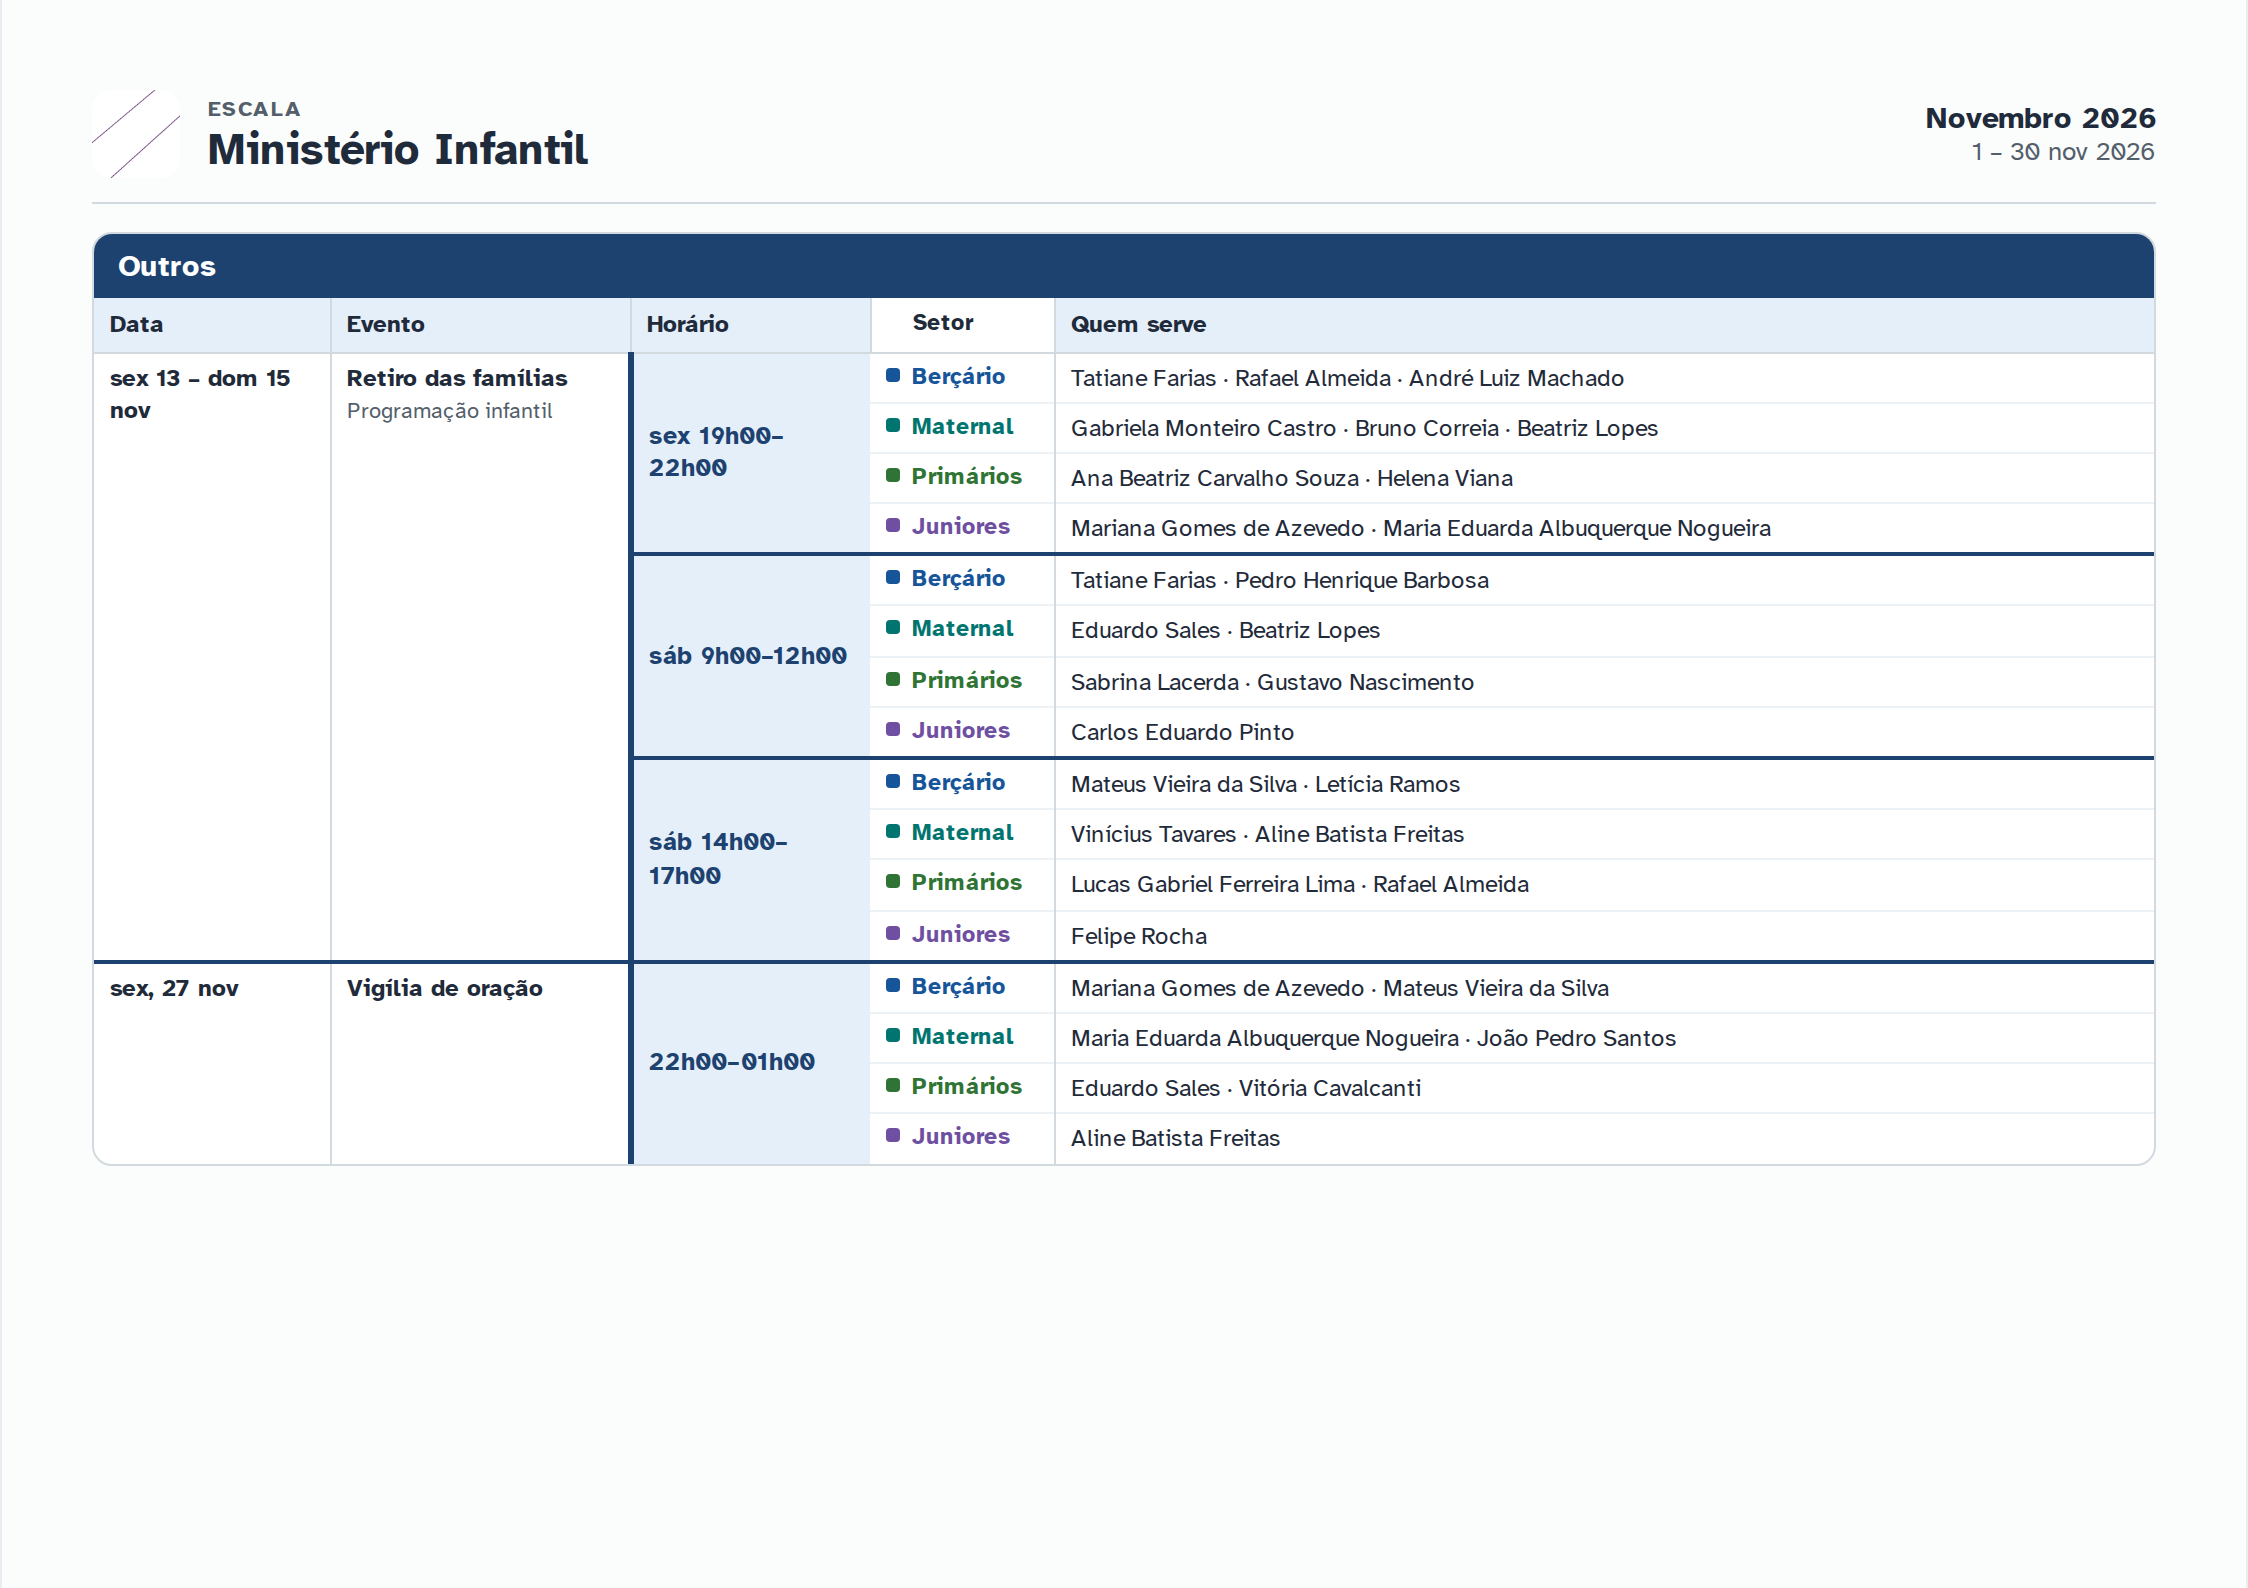 ESCALA
Ministério Infantil
Novembro 2026
1 – 30 nov 2026
Outros
Data Evento Horário Setor Quem serve
sex 13 – dom 15
nov
Retiro das famílias
Programação infantil
sex 19h00–
22h00
Berçário Tatiane Farias · Rafael Almeida · André Luiz Machado
Maternal Gabriela Monteiro Castro · Bruno Correia · Beatriz Lopes
Primários Ana Beatriz Carvalho Souza · Helena Viana
Juniores Mariana Gomes de Azevedo · Maria Eduarda Albuquerque Nogueira
sáb 9h00–12h00
Berçário Tatiane Farias · Pedro Henrique Barbosa
Maternal Eduardo Sales · Beatriz Lopes
Primários Sabrina Lacerda · Gustavo Nascimento
Juniores Carlos Eduardo Pinto
sáb 14h00–
17h00
Berçário Mateus Vieira da Silva · Letícia Ramos
Maternal Vinícius Tavares · Aline Batista Freitas
Primários Lucas Gabriel Ferreira Lima · Rafael Almeida
Juniores Felipe Rocha
sex, 27 nov
Vigília de oração
22h00–01h00
Berçário Mariana Gomes de Azevedo · Mateus Vieira da Silva
Maternal Maria Eduarda Albuquerque Nogueira · João Pedro Santos
Primários Eduardo Sales · Vitória Cavalcanti
Juniores Aline Batista Freitas